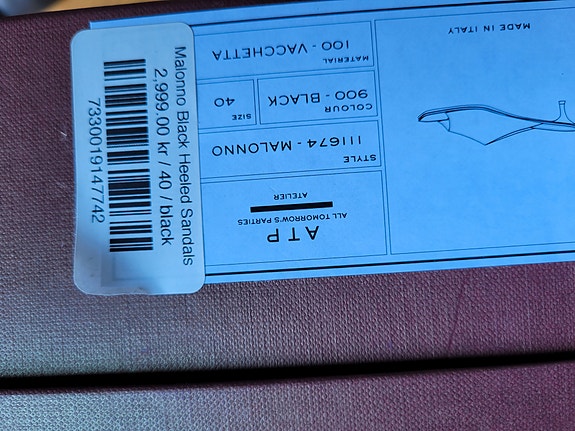 Malonno Black Heeled Sandals
2,999.00 kr / 40 / black
7330019147742
ATP
ALL TOMORROW'S PARTIES
ATELIER
STYLE
111674 - MALONNO
COLOUR
900 - BLACK
SIZE
40
MATERIAL
100 - VACCHETTA
MADE IN ITALY